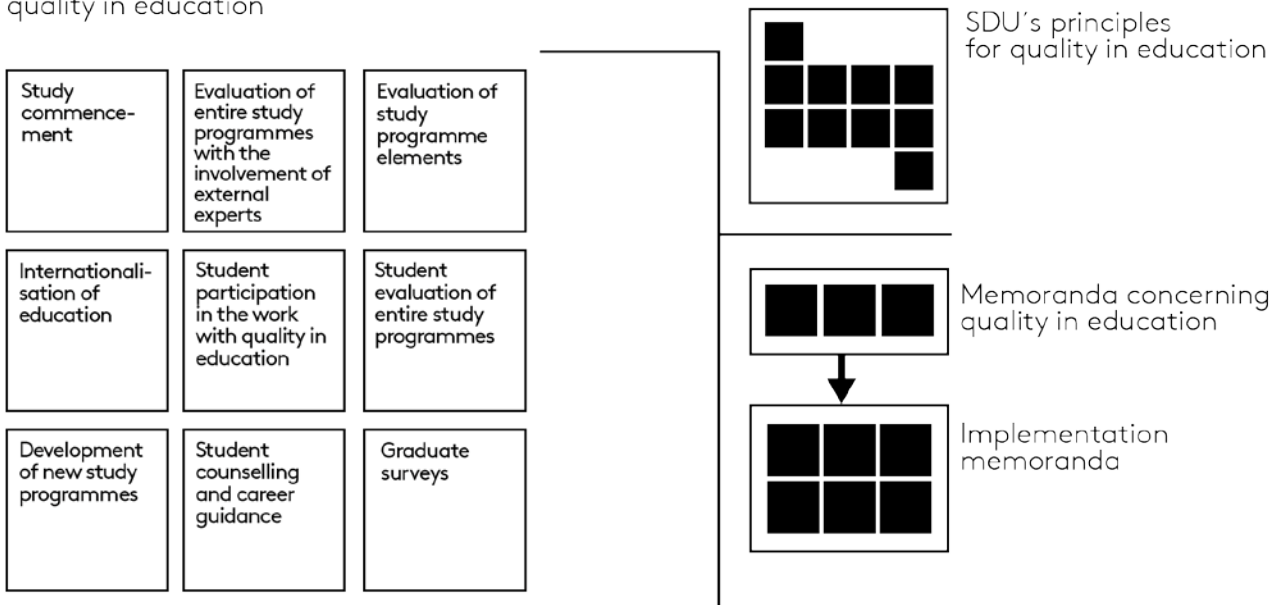 quality in education
Study
commence-
ment
Evaluation of
entire study
programmes
with the
involvement of
external
experts
Evaluation of
study
programme
elements
Internationali-
sation of
education
Student
participation
in the work
with quality in
education
Student
evaluation of
entire study
programmes
Development
of new study
programmes
Student
counselling
and career
guidance
Graduate
surveys
SDU´s principles
for quality in education
Memoranda concerning
quality in education
Implementation
memoranda